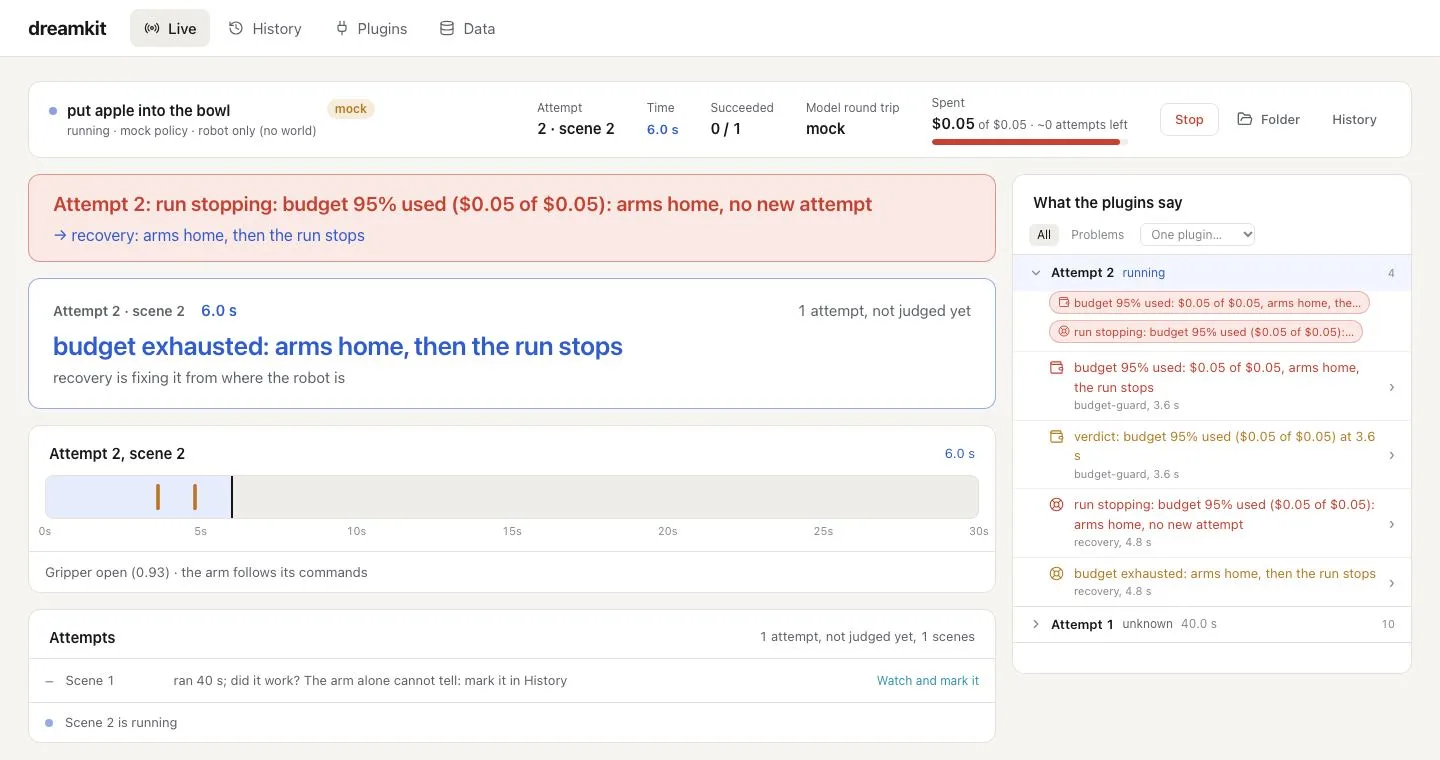 dreamkit
Live
History
Plugins
Data
put apple into the bowl
mock
running · mock policy · robot only (no world)
Attempt
2 · scene 2
Time
6.0 s
Succeeded
0 / 1
Model round trip
mock
Spent
$0.05 of $0.05 · ~0 attempts left
Stop
Folder
History
Attempt 2: run stopping: budget 95% used ($0.05 of $0.05): arms home, no new attempt
→ recovery: arms home, then the run stops
Attempt 2 · scene 2 6.0 s
1 attempt, not judged yet
budget exhausted: arms home, then the run stops
recovery is fixing it from where the robot is
Attempt 2, scene 2
6.0 s
0s 5s 10s 15s 20s 25s 30s
Gripper open (0.93) · the arm follows its commands
Attempts
1 attempt, not judged yet, 1 scenes
– Scene 1 ran 40 s; did it work? The arm alone cannot tell: mark it in History
Watch and mark it
Scene 2 is running
What the plugins say
All
Problems
One plugin...
Attempt 2 running 4
budget 95% used: $0.05 of $0.05, arms home, the...
run stopping: budget 95% used ($0.05 of $0.05):...
budget 95% used: $0.05 of $0.05, arms home,
the run stops
budget-guard, 3.6 s
verdict: budget 95% used ($0.05 of $0.05) at 3.6
s
budget-guard, 3.6 s
run stopping: budget 95% used ($0.05 of $0.05):
arms home, no new attempt
recovery, 4.8 s
budget exhausted: arms home, then the run stops
recovery, 4.8 s
Attempt 1 unknown 40.0 s 10